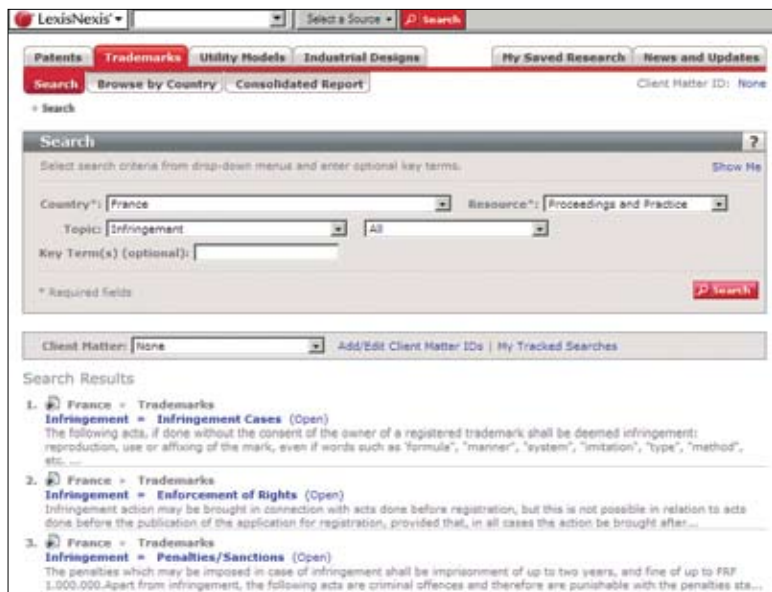 LexisNexis®
Select a Source
Search
Patents Trademarks Utility Models Industrial Designs My Saved Research News and Updates
Search Browse by Country Consolidated Report Client Matter ID: None
Search
Search ?
Select search criteria from drop-down menus and enter optional key terms. Show Me
Country*: France Resource*: Proceedings and Practice
Topic: Infringement All
Key Term(s) (optional):
* Required fields Search
Client Matter: None Add/Edit Client Matter IDs | My Tracked Searches
Search Results
1. France » Trademarks
Infringement » Infringement Cases (Open)
The following acts, if done without the consent of the owner of a registered trademark shall be deemed infringement:
reproduction, use or affixing of the mark, even if words such as "formula", "manner", "system", "imitation", "type", "method",
etc. ...
2. France » Trademarks
Infringement » Enforcement of Rights (Open)
Infringement action may be brought in connection with acts done before registration, but this is not possible in relation to acts
done before the publication of the application for registration, provided that, in all cases the action be brought after...
3. France » Trademarks
Infringement » Penalties/Sanctions (Open)
The penalties which may be imposed in case of infringement shall be imprisonment of up to two years, and fine of up to FRF
1.000.000.Apart from infringement, the following acts are criminal offences and therefore are punishable with the penalties sta...